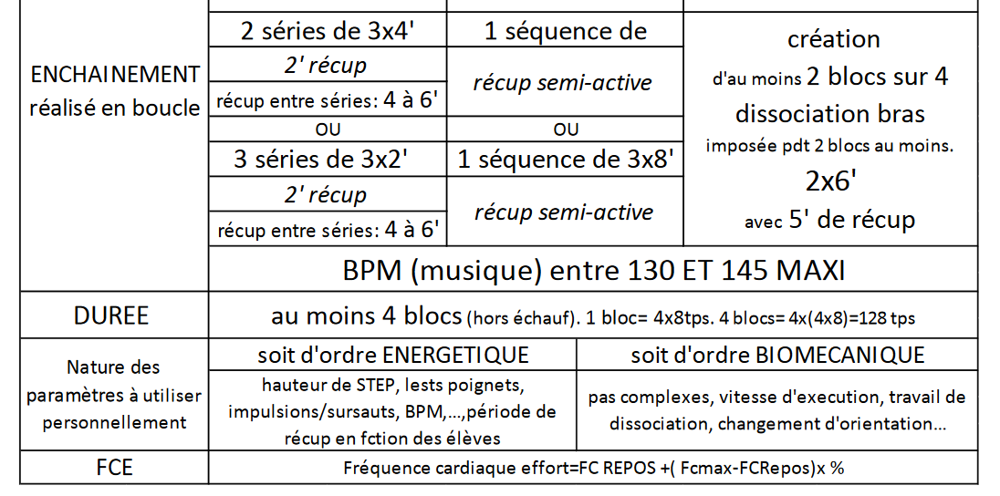 ENCHAINEMENT
réalisé en boucle
2 séries de 3x4'
2' récup
récup entre séries: 4 à 6'
OU
3 séries de 3x2'
2' récup
récup entre séries: 4 à 6'
1 séquence de
récup semi-active
OU
1 séquence de 3x8'
récup semi-active
création
d'au moins 2 blocs sur 4
dissociation bras
imposée pdt 2 blocs au moins.
2x6'
avec 5' de récup
BPM (musique) entre 130 ET 145 MAXI
DUREE
au moins 4 blocs (hors échauf). 1 bloc= 4x8tps. 4 blocs= 4x(4x8)=128 tps
Nature des
paramètres à utiliser
personnellement
soit d'ordre ENERGETIQUE
hauteur de STEP, lests poignets,
impulsions/sursauts, BPM,...,période de
récup en fction des élèves
soit d'ordre BIOMECANIQUE
pas complexes, vitesse d'execution, travail de
dissociation, changement d'orientation...
FCE
Fréquence cardiaque effort=FC REPOS +( Fcmax-FCRepos)x %